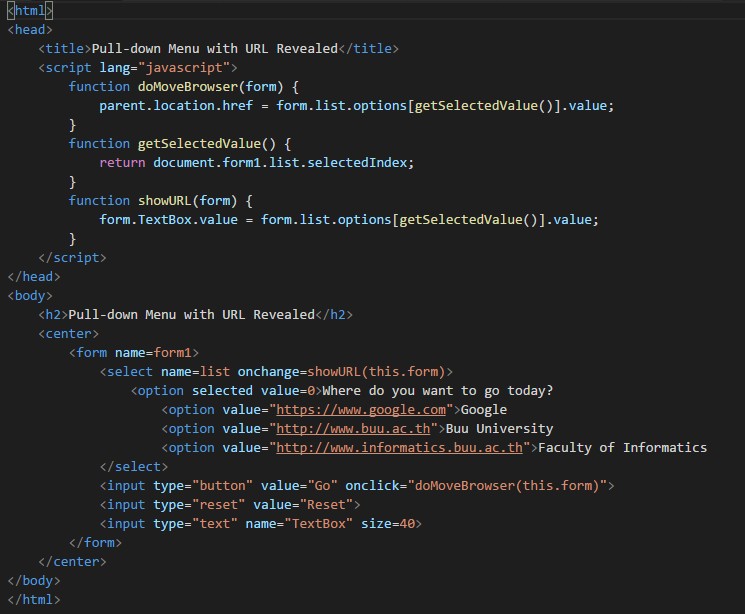 <html>
<head>
    <title>Pull-down Menu with URL Revealed</title>
    <script lang="javascript">
        function doMoveBrowser(form) {
            parent.location.href = form.list.options[getSelectedValue()].value;
        }
        function getSelectedValue() {
            return document.form1.list.selectedIndex;
        }
        function showURL(form) {
            form.TextBox.value = form.list.options[getSelectedValue()].value;
        }
    </script>
</head>
<body>
    <h2>Pull-down Menu with URL Revealed</h2>
    <center>
        <form name=form1>
            <select name=list onchange=showURL(this.form)>
                <option selected value=0>Where do you want to go today?
                    <option value="https://www.google.com">Google
                    <option value="http://www.buu.ac.th">Buu University
                    <option value="http://www.informatics.buu.ac.th">Faculty of Informatics
            </select>
            <input type="button" value="Go" onclick="doMoveBrowser(this.form)">
            <input type="reset" value="Reset">
            <input type="text" name="TextBox" size=40>
        </form>
    </center>
</body>
</html>